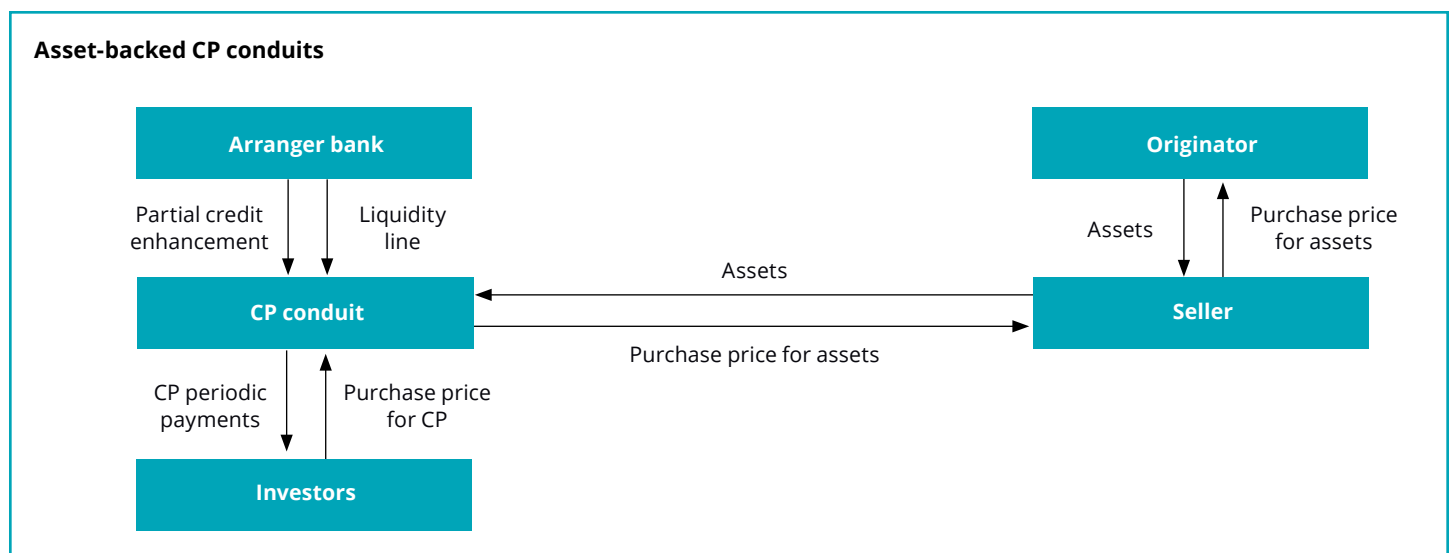 Asset-backed CP conduits
Arranger bank
Originator
Partial credit
enhancement
Liquidity
line
Assets
Purchase price
for assets
Assets
CP conduit
Seller
Purchase price for assets
CP periodic
payments
Purchase price
for CP
Investors